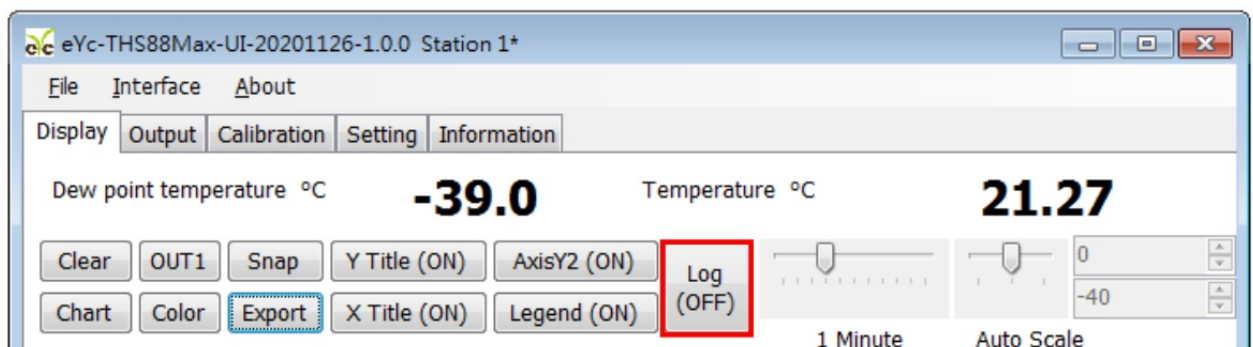 eYc eYc-THS88Max-UI-20201126-1.0.0 Station 1*
File Interface About
Display Output Calibration Setting Information
Dew point temperature °C -39.0 Temperature °C 21.27
Clear OUT1 Snap Y Title (ON) AxisY2 (ON) Log (OFF) 0
Chart Color Export X Title (ON) Legend (ON) -40
1 Minute Auto Scale